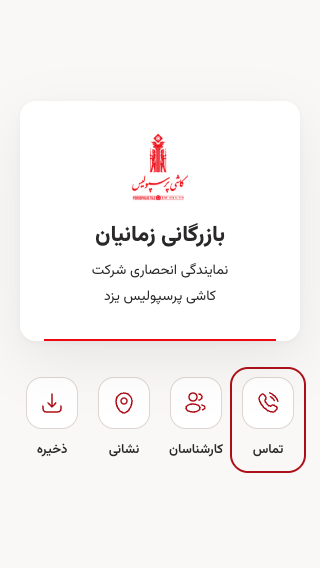 کاشی پرسپولیس
بازرگانی زمانیان
نمایندگی انحصاری شرکت
کاشی پرسپولیس یزد
تماس
کارشناسان
نشانی
ذخیره